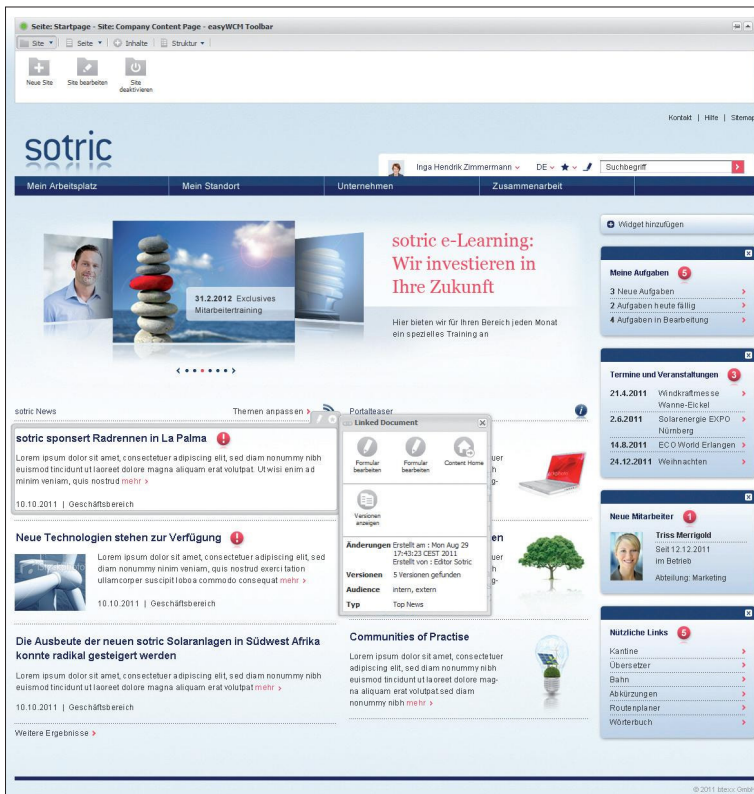 Seite: Startpage - Site: Company Content Page - easyWCM Toolbar
Site
Seite
Inhalte
Struktur
Neue Site
Site bearbeiten
Site
deaktivieren
Kontakt | Hilfe | Sitemap
sotric
Inga Hendrik Zimmermann
DE
Suchbegriff
Mein Arbeitsplatz
Mein Standort
Unternehmen
Zusammenarbeit
31.2.2012 Exclusives
Mitarbeitertraining
sotric e-Learning:
Wir investieren in
Ihre Zukunft
Hier bieten wir für Ihren Bereich jeden Monat
ein spezielles Training an
sotric News
Themen anpassen
sotric sponsert Radrennen in La Palma
Lorem ipsum dolor sit amet, consectetuer adipiscing elit, sed diam nonummy nibh
euismod tincidunt ut laoreet dolore magna aliquam erat volutpat. Ut wisi enim ad
minim veniam, quis nostrud mehr
10.10.2011 | Geschäftsbereich
Neue Technologien stehen zur Verfügung
Lorem ipsum dolor sit amet, consectetuer adipiscing elit, sed
diam nonummy ninim veniam, quis nostrud exerci tation
ullamcorper suscipit loboa commodo consequat mehr
10.10.2011 | Geschäftsbereich
Die Ausbeute der neuen sotric Solaranlagen in Südwest Afrika
konnte radikal gesteigert werden
Lorem ipsum dolor sit amet, consectetuer adipiscing elit, sed diam nonummy nibh
euismod tincidunt ut laoreet dolore magna aliquam erat volutpat mehr
10.10.2011 | Geschäftsbereich
Weitere Ergebnisse
Portalteaser
Linked Document
Formular
bearbeiten
Formular
bearbeiten
Content Home
Versionen
anzeigen
Änderungen Erstellt am : Mon Aug 29
17:43:23 CEST 2011
Erstellt von : Editor Sotric
Versionen 5 Versionen gefunden
Audience intern, extern
Typ Top News
uer
h
g-
en
uer
h
g-
Communities of Practise
Lorem ipsum dolor sit amet, consectetuer
adipiscing elit, sed diam nonummy nibh
euismod tincidunt ut laoreet dolore mag-
na aliquam erat volutpat sed diam
nonummy nibh mehr
Widget hinzufügen
Meine Aufgaben 5
3 Neue Aufgaben
2 Aufgaben heute fällig
4 Aufgaben in Bearbeitung
Termine und Veranstaltungen 3
21.4.2011 Windkraftmesse
Wanne-Eickel
2.6.2011 Solarenergie EXPO
Nürnberg
14.8.2011 ECO World Erlangen
24.12.2011 Weihnachten
Neue Mitarbeiter 1
Triss Merrigold
Seit 12.12.2011
im Betrieb
Abteilung: Marketing
Nützliche Links 5
Kantine
Übersetzer
Bahn
Abkürzungen
Routenplaner
Wörterbuch
© 2011 btexx GmbH